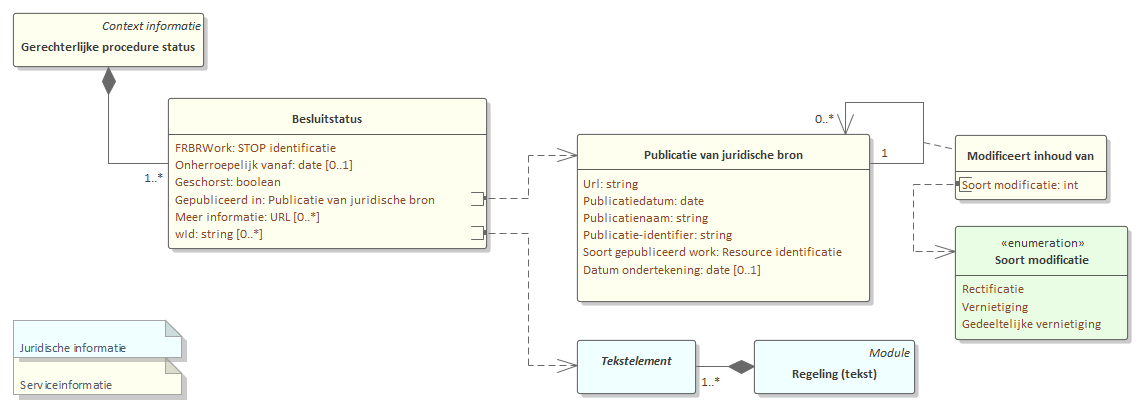 Context informatie
Gerechterlijke procedure status
1..*
Besluitstatus
FRBRWork: STOP identificatie
Onherroepelijk vanaf: date [0..1]
Geschorst: boolean
Gepubliceerd in: Publicatie van juridische bron
Meer informatie: URL [0..*]
wId: string [0..*]
0..*
1
Publicatie van juridische bron
Url: string
Publicatiedatum: date
Publicatienaam: string
Publicatie-identifier: string
Soort gepubliceerd work: Resource identificatie
Datum ondertekening: date [0..1]
Modificeert inhoud van
Soort modificatie: int
«enumeration»
Soort modificatie
Rectificatie
Vernietiging
Gedeeltelijke vernietiging
Juridische informatie
Serviceinformatie
Tekstelement
1..*
Module
Regeling (tekst)